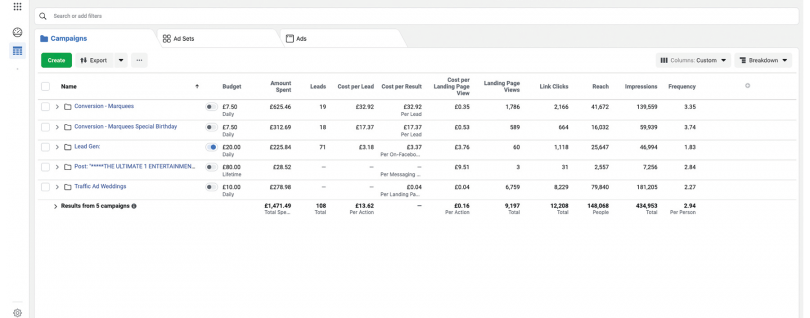 Search or add filters
Campaigns Ad Sets Ads
Create Export ... Columns: Custom Breakdown
Name Budget Amount Spent Leads Cost per Lead Cost per Result Cost per Landing Page View Landing Page Views Link Clicks Reach Impressions Frequency
Conversion - Marquees £7.50 £625.46 19 £32.92 £32.92 £0.35 1,786 2,166 41,672 139,559 3.35
Daily Per Lead
Conversion - Marquees Special Birthday £7.50 £312.69 18 £17.37 £17.37 £0.53 589 664 16,032 59,939 3.74
Daily Per Lead
Lead Gen: £20.00 £225.84 71 £3.18 £3.37 £3.76 60 1,118 25,647 46,994 1.83
Daily Per On-Facebo...
Post: "*****THE ULTIMATE 1 ENTERTAINMEN... £80.00 £28.52 — — £9.51 3 31 2,557 7,256 2.84
Lifetime Per Messaging ...
Traffic Ad Weddings £10.00 £278.98 — £0.04 £0.04 6,759 8,229 79,840 181,205 2.27
Daily Per Landing Pa...
Results from 5 campaigns £1,471.49 108 £13.62 — £0.16 9,197 12,208 148,068 434,953 2.94
Total Spe... Total Per Action Per Action Total Total People Total Per Person